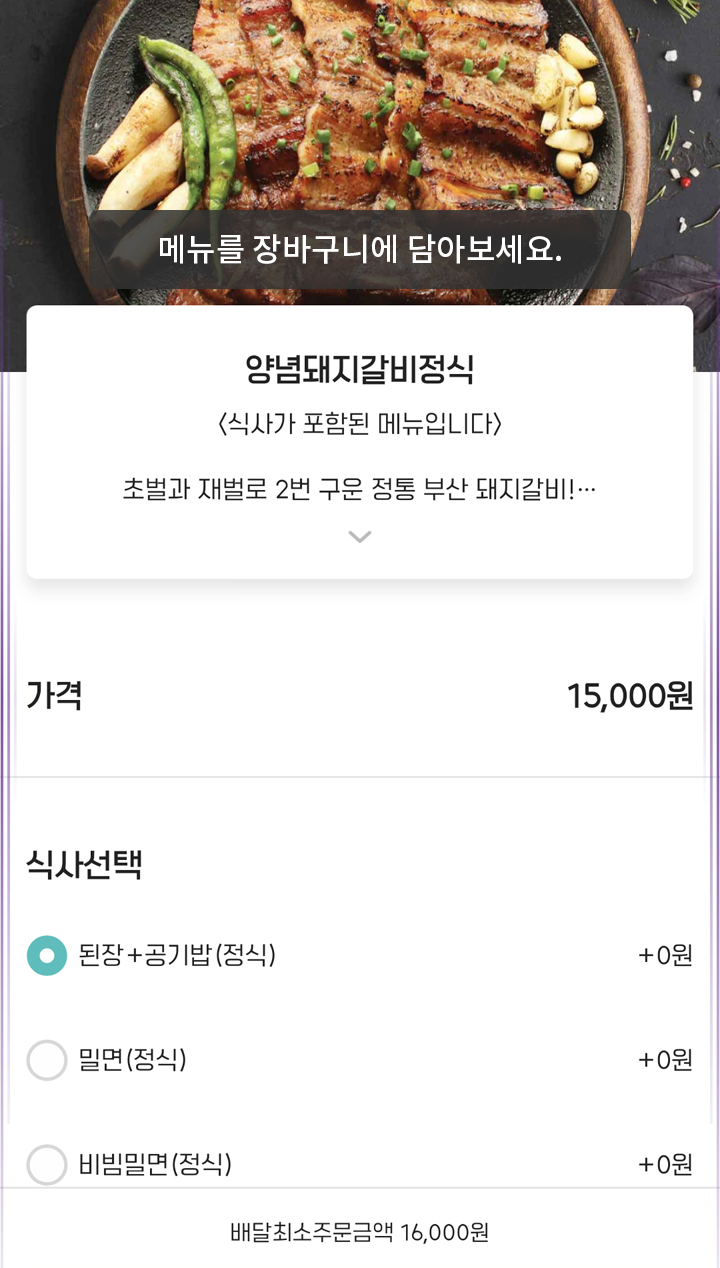 메뉴를 장바구니에 담아보세요.
양념돼지갈비정식
<식사가 포함된 메뉴입니다>
초벌과 재벌로 2번 구운 정통 부산 돼지갈비!…
가격 15,000원
식사선택
된장+공기밥(정식) +0원
밀면(정식) +0원
비빔밀면(정식) +0원
배달최소주문금액 16,000원